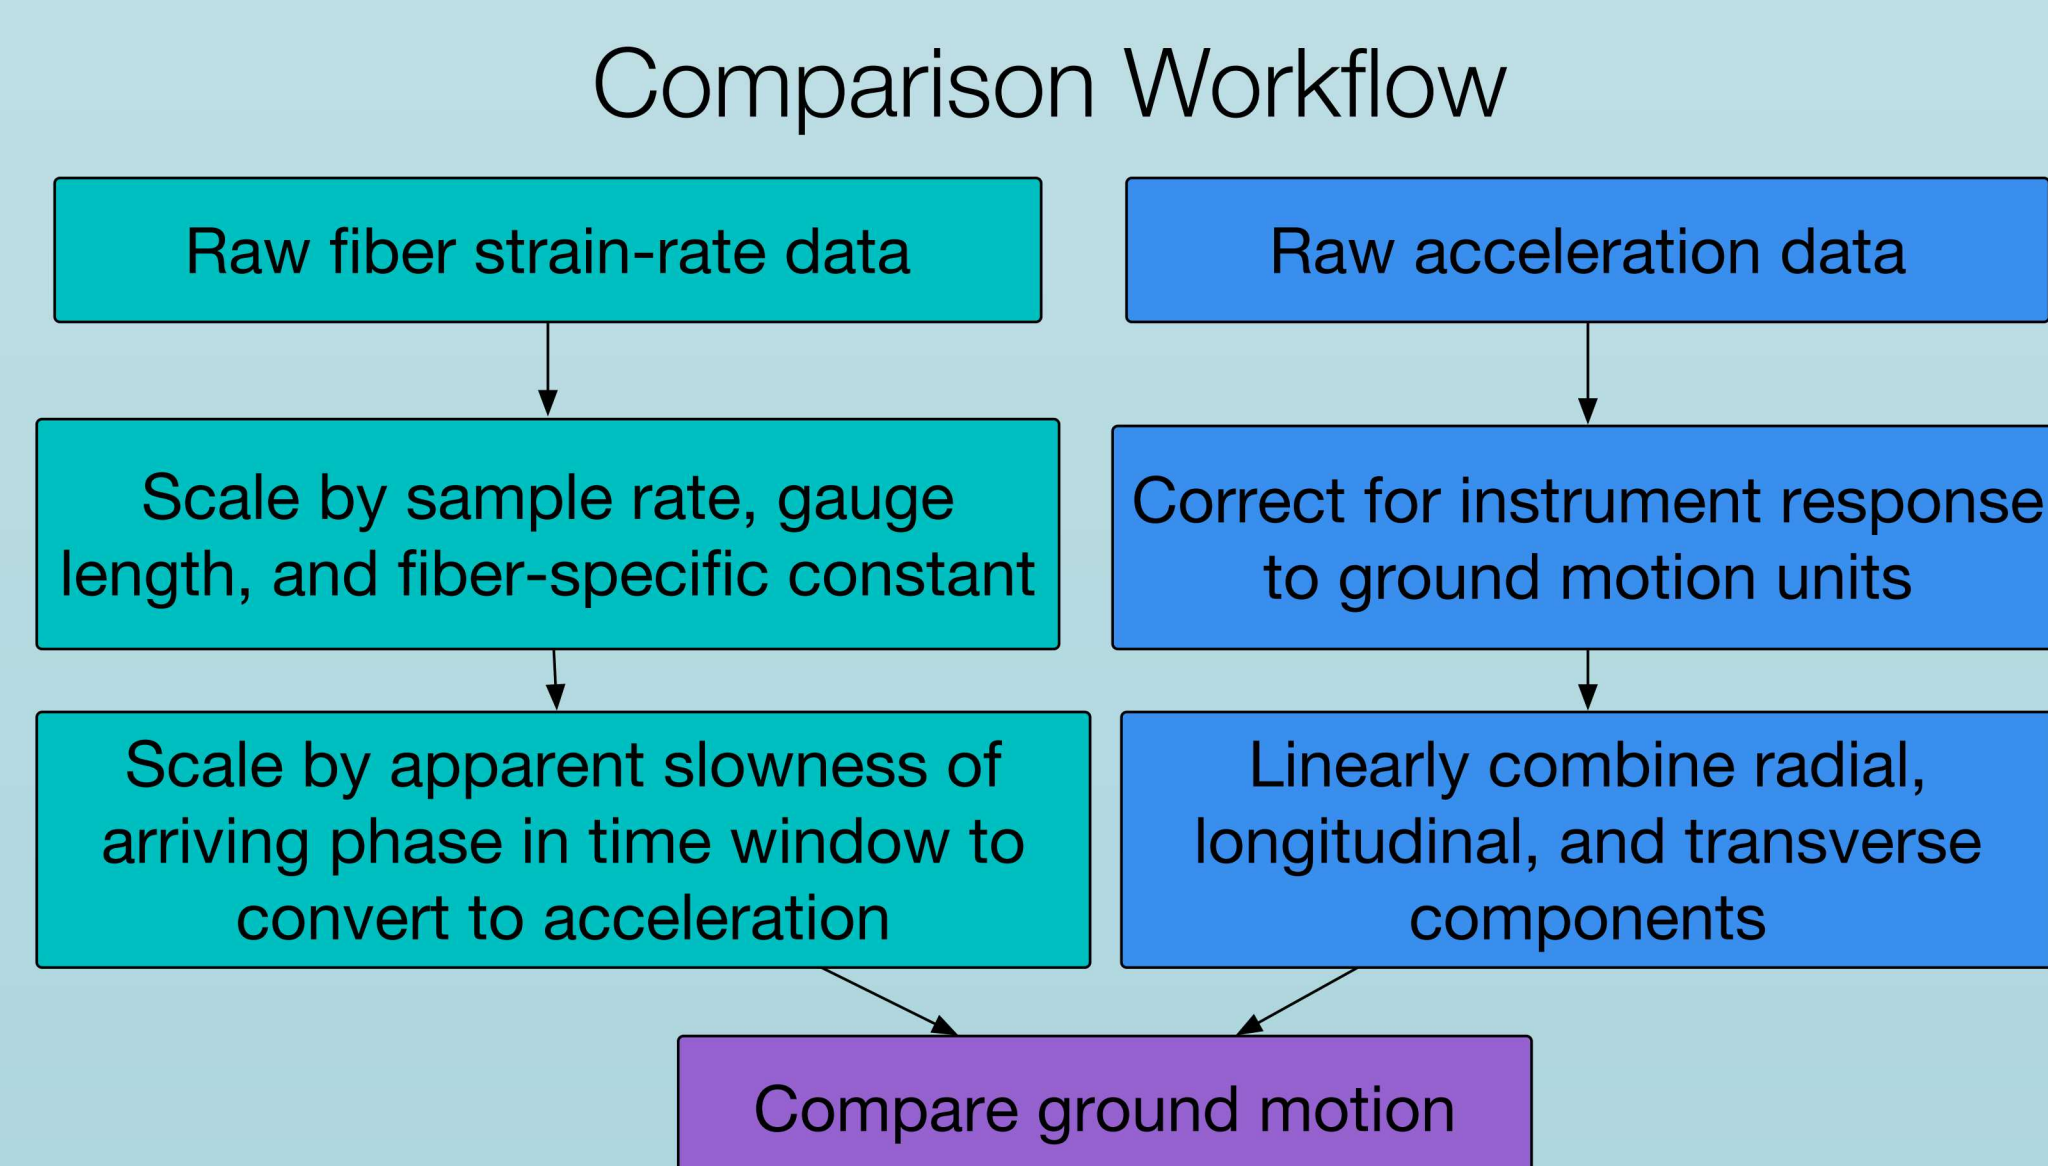 Comparison Workflow
Raw fiber strain-rate data
Raw acceleration data
Scale by sample rate, gauge
length, and fiber-specific constant
Correct for instrument response
to ground motion units
Scale by apparent slowness of
arriving phase in time window to
convert to acceleration
Linearly combine radial,
longitudinal, and transverse
components
Compare ground motion